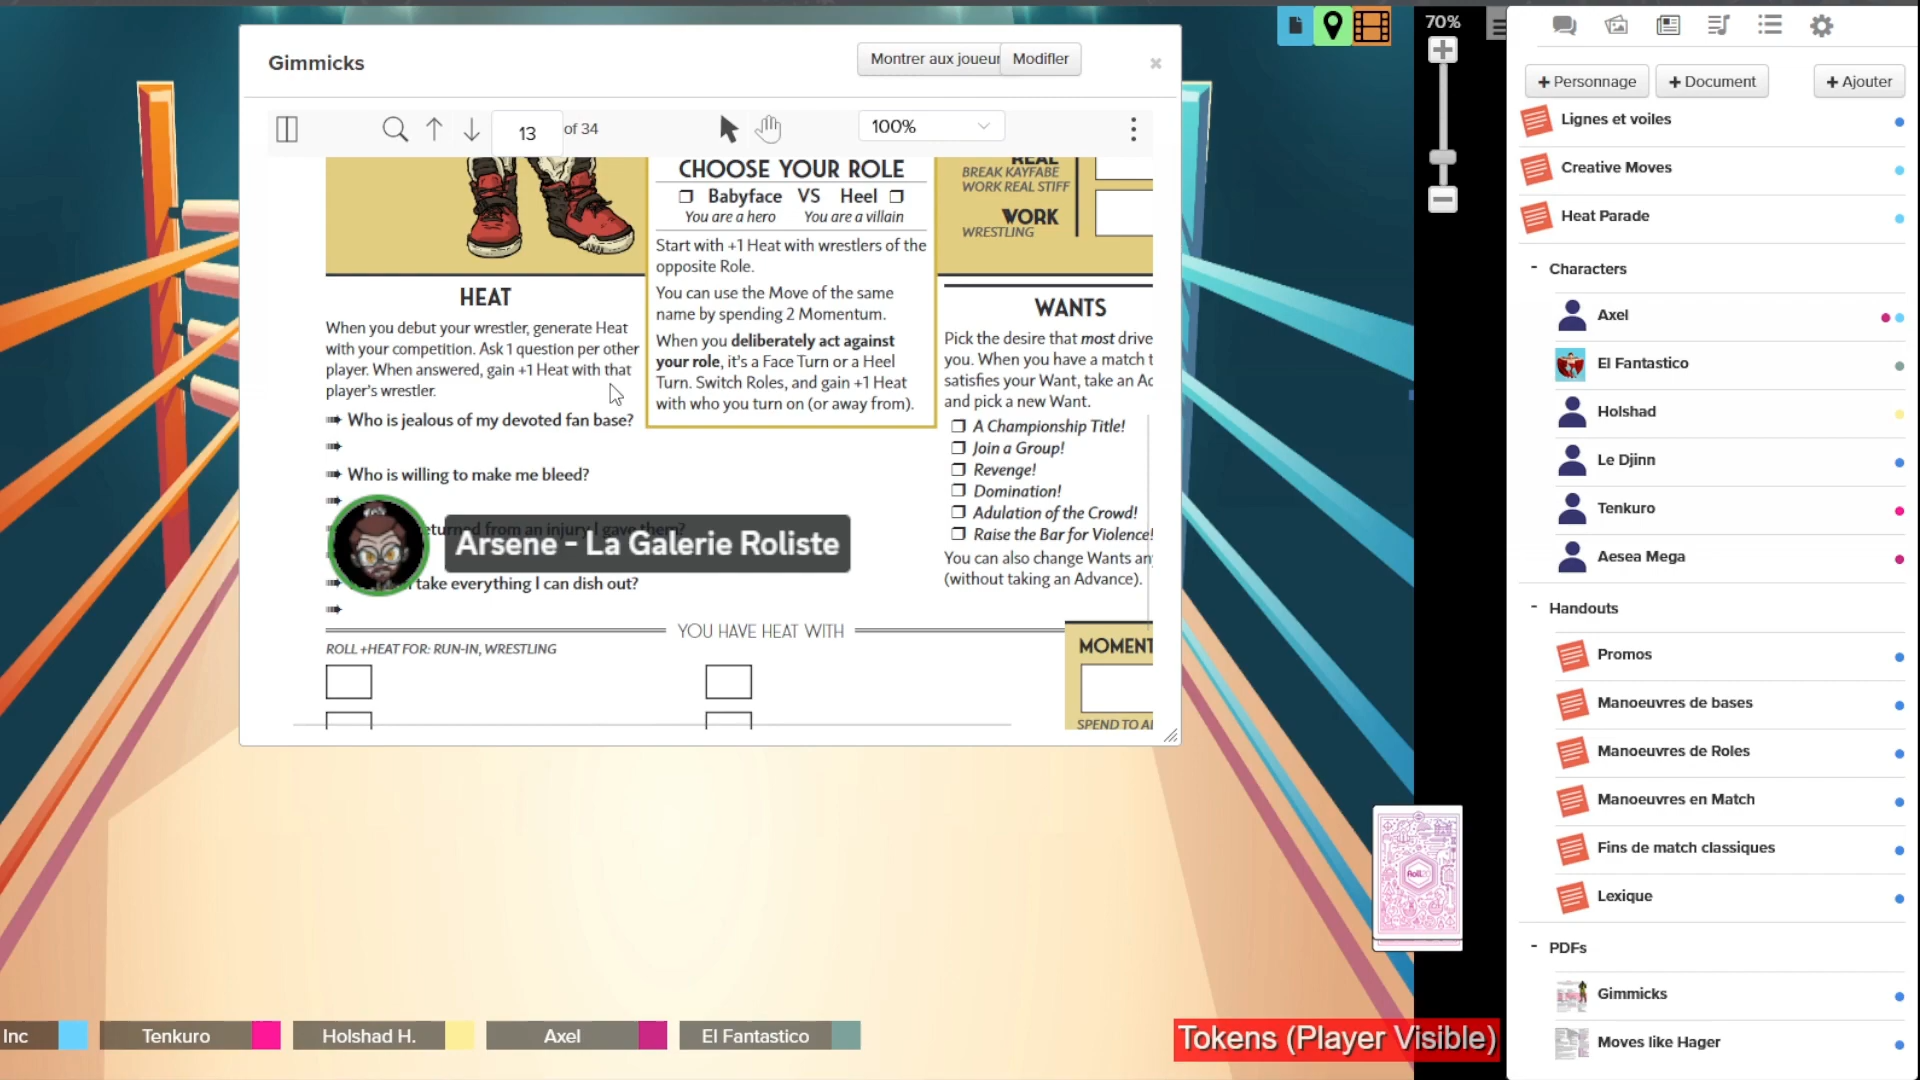 Gimmicks
Montrer aux joueur
Modifier
13 of 34
100%
CHOOSE YOUR ROLE
Babyface VS Heel
You are a hero You are a villain
Start with +1 Heat with wrestlers of the
opposite Role.
You can use the Move of the same
name by spending 2 Momentum.
When you deliberately act against
your role, it's a Face Turn or a Heel
Turn. Switch Roles, and gain +1 Heat
with who you turn on (or away from).
REAL
BREAK KAYFABE
WORK REAL STIFF
WORK
WRESTLING
HEAT
When you debut your wrestler, generate Heat
with your competition. Ask 1 question per other
player. When answered, gain +1 Heat with that
player's wrestler.
Who is jealous of my devoted fan base?
Who is willing to make me bleed?
returned from an injury I gave them?
Arsene - La Galerie Roliste
take everything I can dish out?
WANTS
Pick the desire that most drive
you. When you have a match t
satisfies your Want, take an Ad
and pick a new Want.
A Championship Title!
Join a Group!
Revenge!
Domination!
Adulation of the Crowd!
Raise the Bar for Violence!
You can also change Wants an
(without taking an Advance).
YOU HAVE HEAT WITH
ROLL +HEAT FOR: RUN-IN, WRESTLING
MOMENT
SPEND TO A
70%
+ Personnage
+ Document
+ Ajouter
Lignes et voiles
Creative Moves
Heat Parade
- Characters
Axel
El Fantastico
Holshad
Le Djinn
Tenkuro
Aesea Mega
- Handouts
Promos
Manoeuvres de bases
Manoeuvres de Roles
Manoeuvres en Match
Fins de match classiques
Lexique
- PDFs
Gimmicks
Moves like Hager
Roll20
Inc
Tenkuro
Holshad H.
Axel
El Fantastico
Tokens (Player Visible)